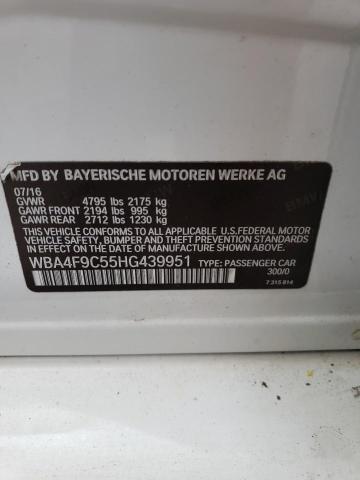 MFD BY BAYERISCHE MOTOREN WERKE AG
07/16
GVWR 4795 lbs 2175 kg
GAWR FRONT 2194 lbs 995 kg
GAWR REAR 2712 lbs 1230 kg
THIS VEHICLE CONFORMS TO ALL APPLICABLE
U.S.FEDERAL MOTOR
VEHICLE SAFETY, BUMPER AND THEFT PREVENTION
STANDARDS IN EFFECT ON THE DATE OF
MANUFACTURE SHOWN ABOVE.
WBA4F9C55HG439951 TYPE: PASSENGER CAR
300/0
7 315 814